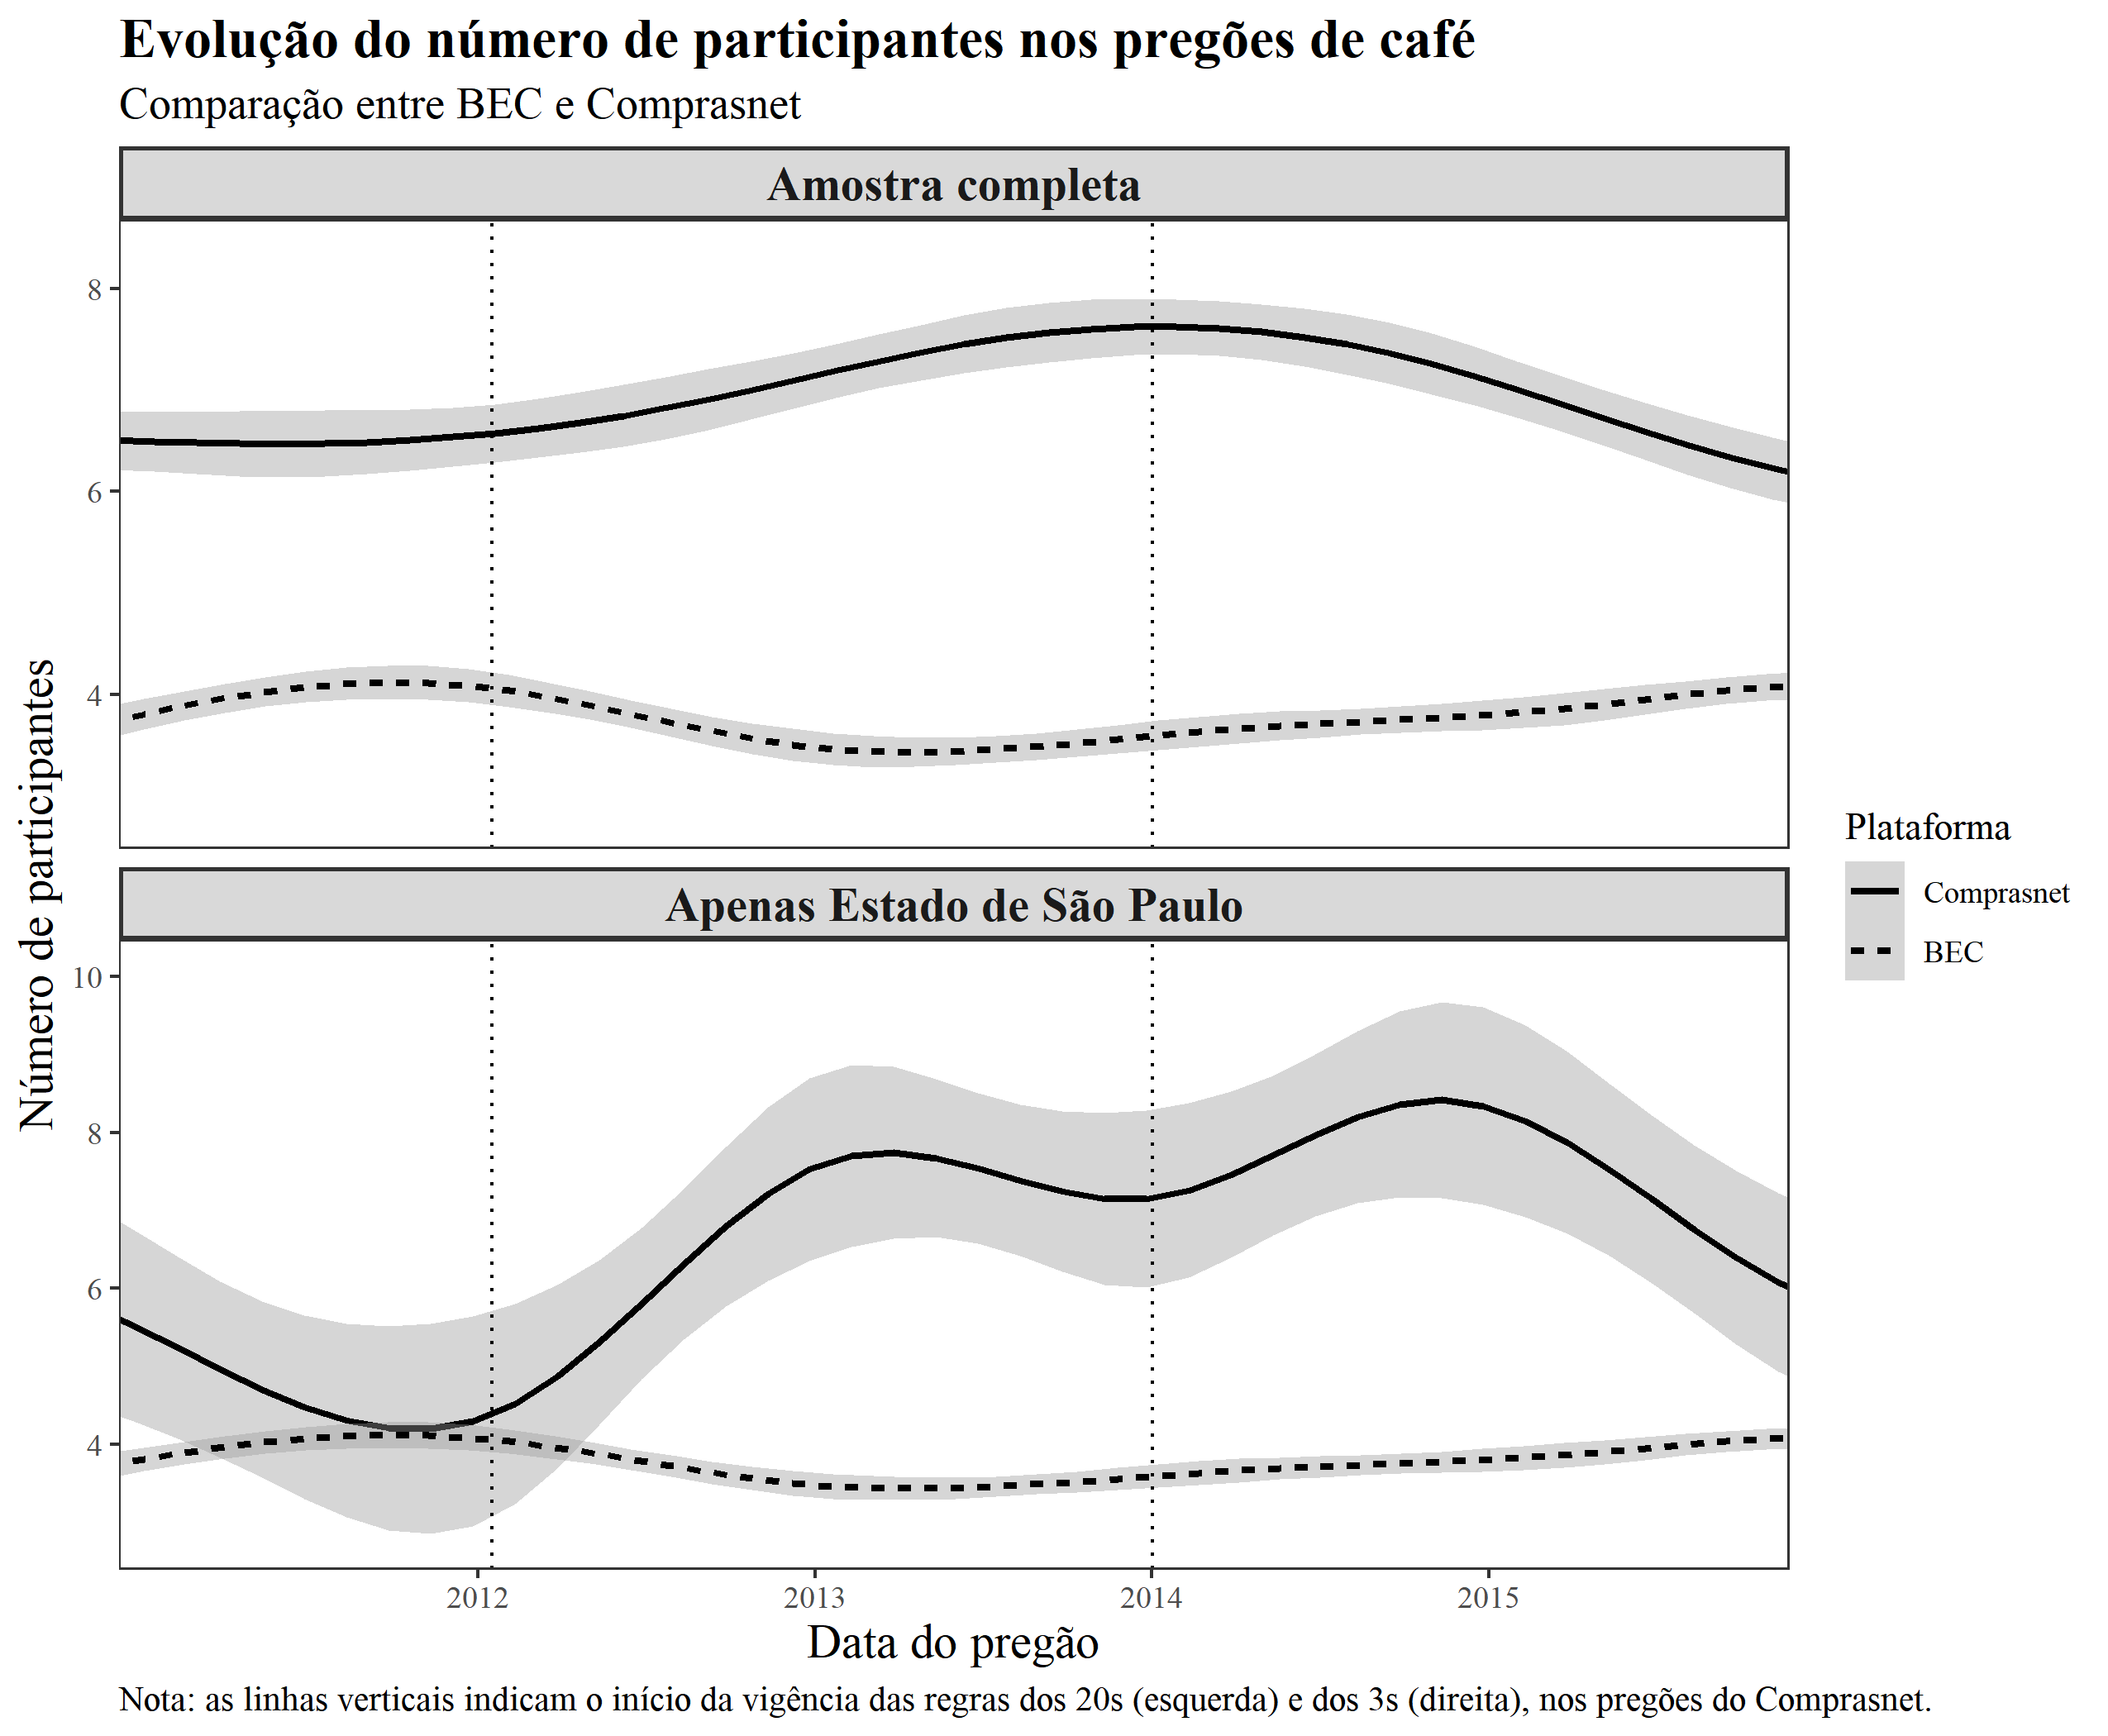 Evolução do número de participantes nos pregões de café
Comparação entre BEC e Comprasnet
Amostra completa
8
6
4
Número de participantes
Apenas Estado de São Paulo
10
8
6
4
2012
2013
2014
2015
Data do pregão
Plataforma
Comprasnet
BEC
Nota: as linhas verticais indicam o início da vigência das regras dos 20s (esquerda) e dos 3s (direita), nos pregões do Comprasnet.